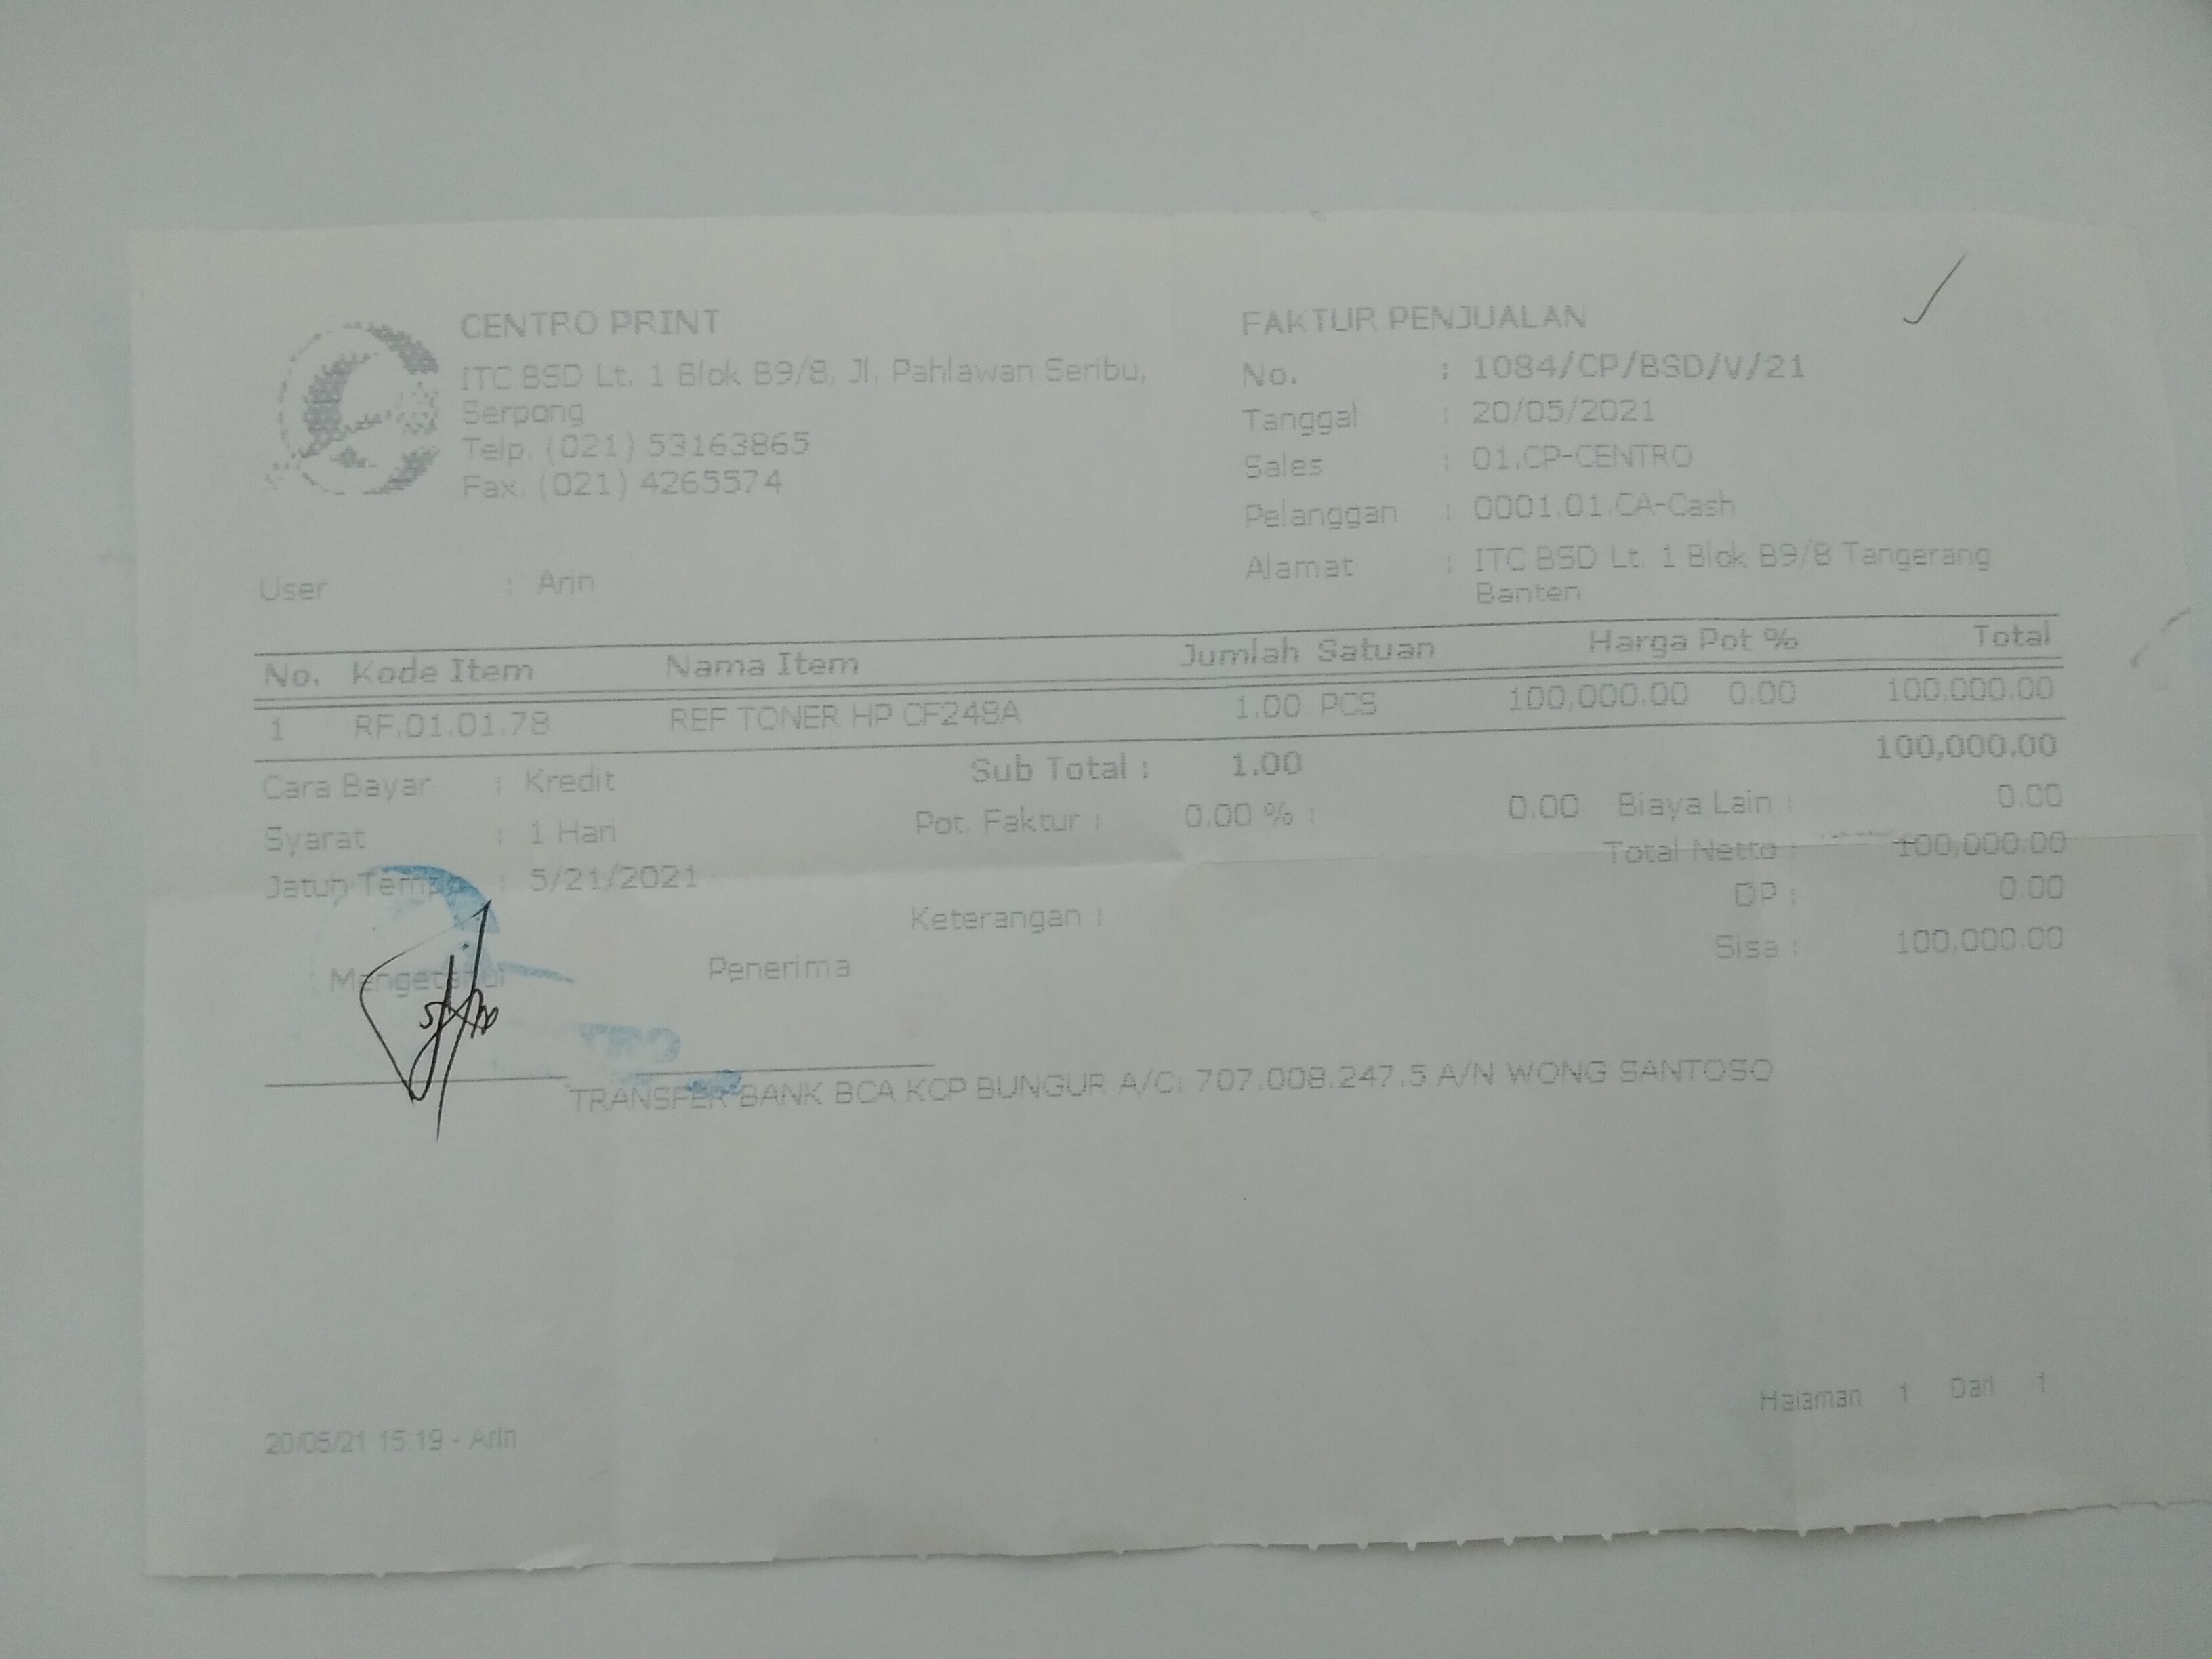 CENTRO PRINT
ITC BSD Lt. 1 Blok B9/8, Jl. Pahlawan Seribu,
Serpong
Telp. (021) 53163865
Fax. (021) 4265574
User : Arin
FAKTUR PENJUALAN
No. : 1084/CP/BSD/V/21
Tanggal : 20/05/2021
Sales : 01.CP-CENTRO
Pelanggan : 0001.01.CA-Cash
Alamat : ITC BSD Lt. 1 Blok B9/8 Tangerang
Banten
No. Kode Item Nama Item Jumlah Satuan Harga Pot % Total
1 RF.01.01.78 REF TONER HP CF248A 1.00 PCS 100,000.00 0.00 100,000.00
Cara Bayar : Kredit Sub Total : 1.00 100,000.00
Syarat : 1 Hari Pot. Faktur : 0.00 % : 0.00 Biaya Lain : 0.00
Total Netto : 100,000.00
Jatuh Tempo : 5/21/2021 DP : 0.00
Keterangan : Sisa : 100,000.00
Mengetahui Penerima
TRANSFER BANK BCA KCP BUNGUR A/C: 707.008.247.5 A/N WONG SANTOSO
Halaman 1 Dari 1
20/05/21 15:19 - Arin